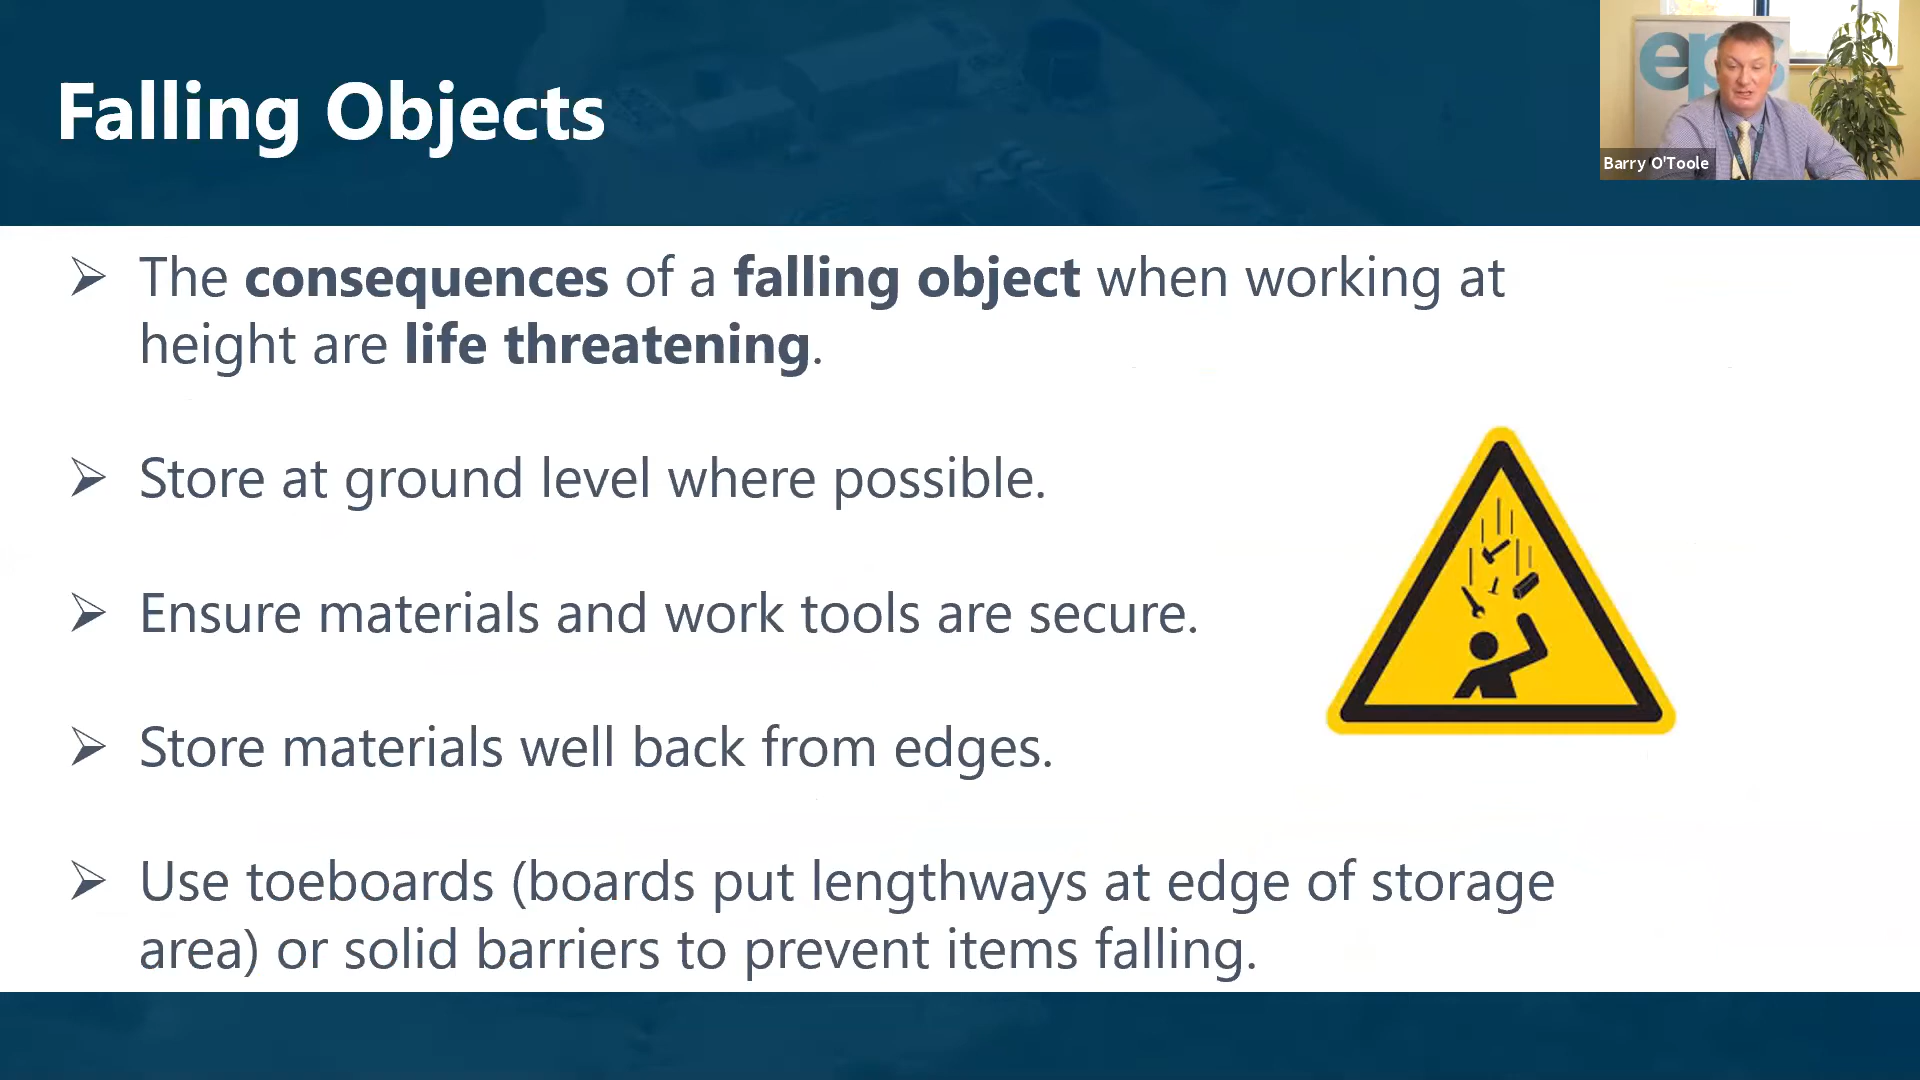 Falling Objects
eps
Barry O'Toole
The consequences of a falling object when working at
height are life threatening.
Store at ground level where possible.
Ensure materials and work tools are secure.
Store materials well back from edges.
Use toeboards (boards put lengthways at edge of storage
area) or solid barriers to prevent items falling.